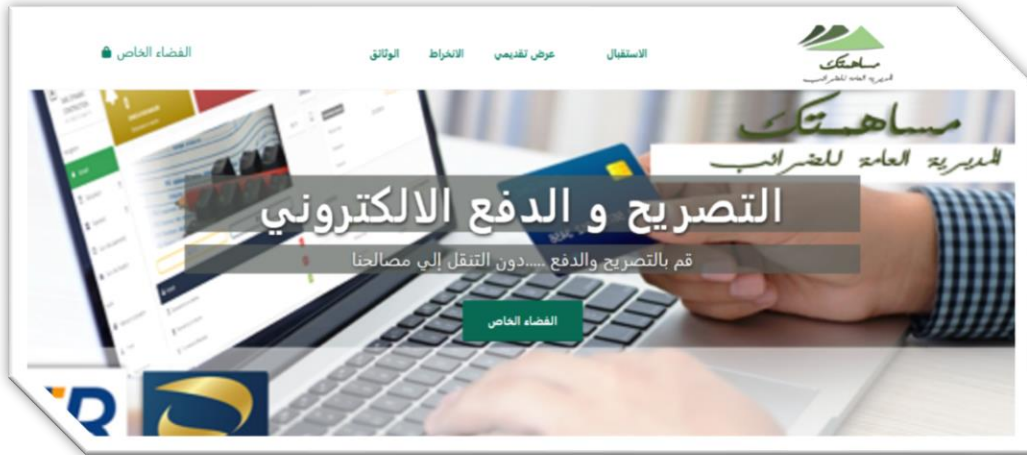 مساهمتك
المديرية العامة للضرائب
الاستقبال
عرض تقديمي
الانخراط
الوثائق
الفضاء الخاص
مساهمتك
المديرية العامة للضرائب
التصريح و الدفع الالكتروني
قم بالتصريح والدفع .....دون التنقل إلي مصالحنا
الفضاء الخاص